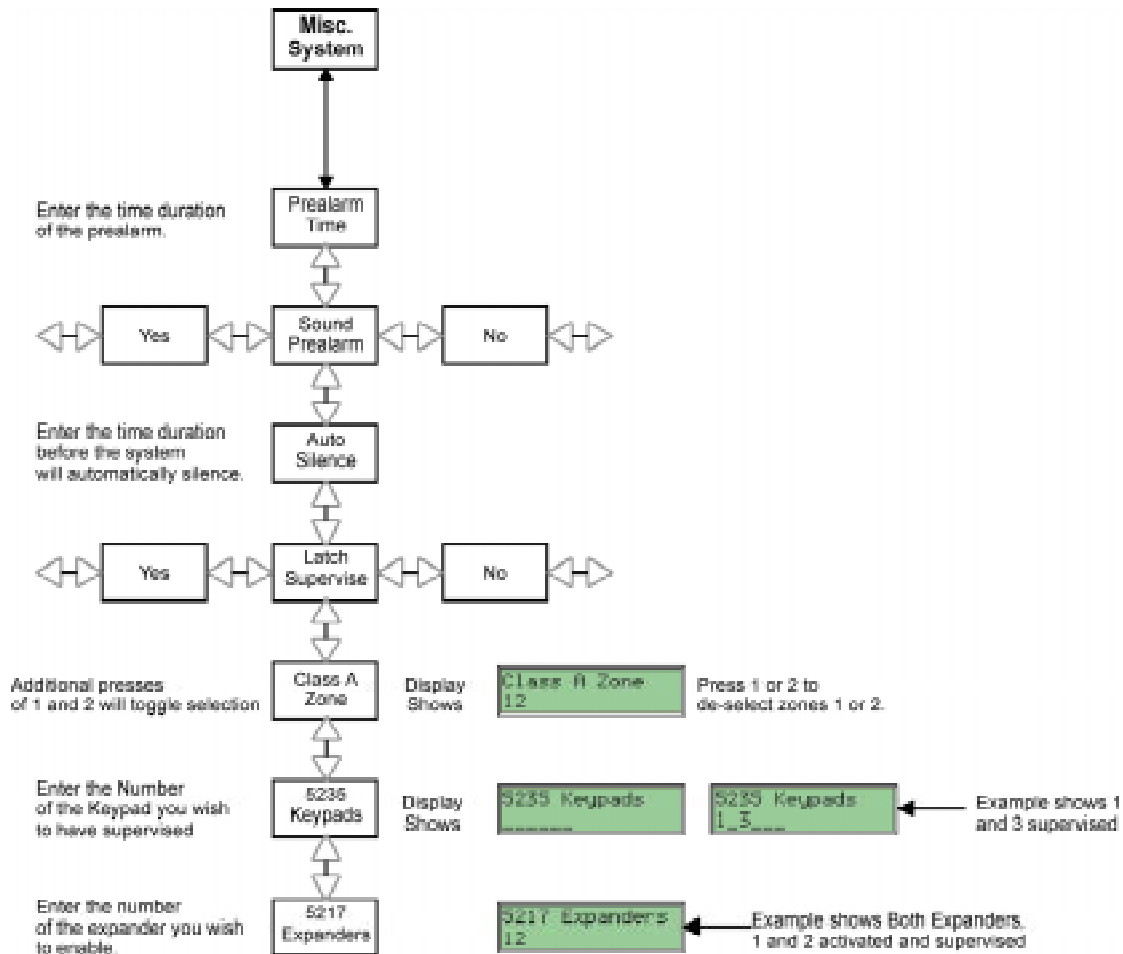 Misc.
System
Enter the time duration
of the prealarm.
Prealarm
Time
Yes
Sound
Prealarm
No
Enter the time duration
before the system
will automatically silence.
Auto
Silence
Yes
Latch
Supervise
No
Additional presses
of 1 and 2 will toggle selection
Class A
Zone
Display
Shows
Class A Zone
12
Press 1 or 2 to
de-select zones 1 or 2.
Enter the Number
of the Keypad you wish
to have supervised
5235
Keypads
Display
Shows
5235 Keypads
______
5235 Keypads
1_3___
Example shows 1
and 3 supervised
Enter the number
of the expander you wish
to enable.
5217
Expanders
5217 Expanders
12
Example shows Both Expanders,
1 and 2 activated and supervised